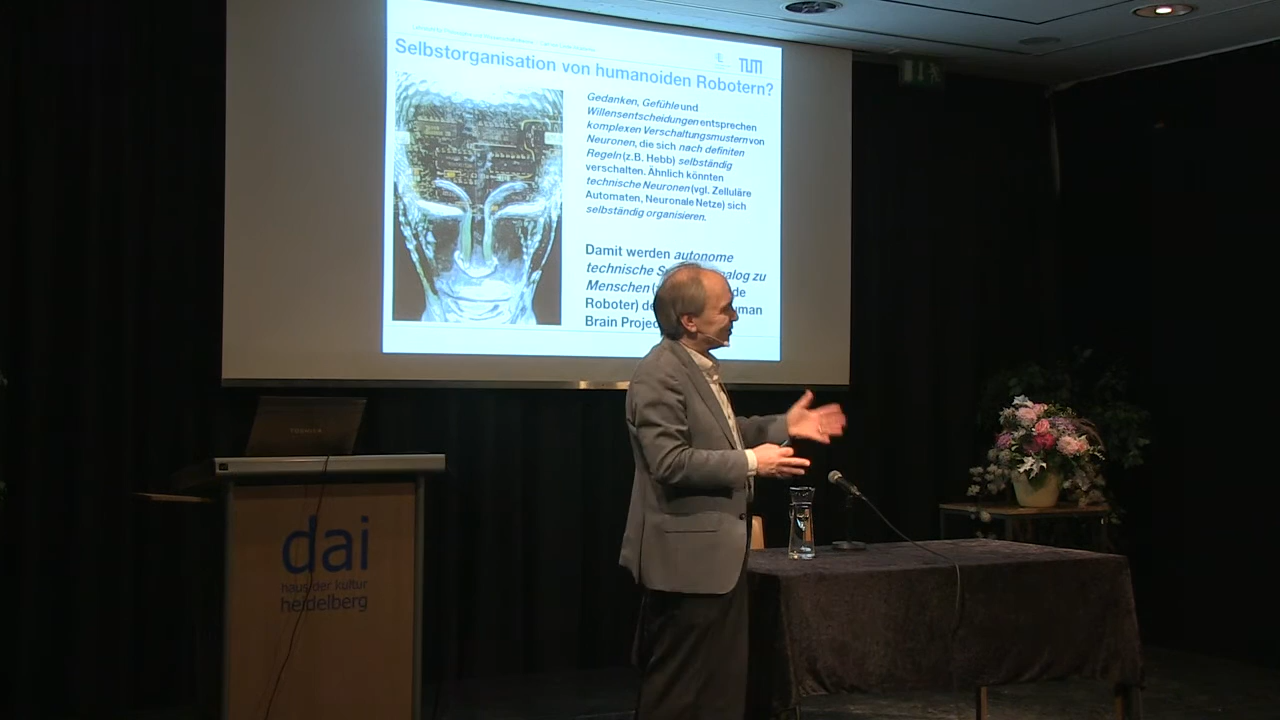 Selbstorganisation von humanoiden Robotern?
TUM
Gedanken, Gefühle und
Willensentscheidungen entsprechen
komplexen Verschaltungsmustern von
Neuronen, die sich nach definiten
Regeln (z.B. Hebb) selbständig
verschalten. Ähnlich könnten
technische Neuronen (vgl. Zelluläre
Automaten, Neuronale Netze) sich
selbständig organisieren.
Damit werden autonome
technische zu
Menschen
Roboter)
Brain
TOSHIBA
dai
haus der kultur
heidelberg